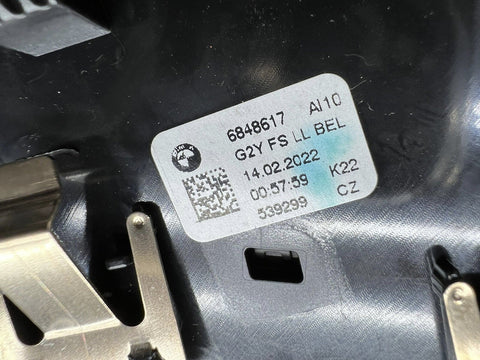 6848617 AI10
G2Y FS LL BEL
14.02.2022
00:57:59 K22
539299 CZ